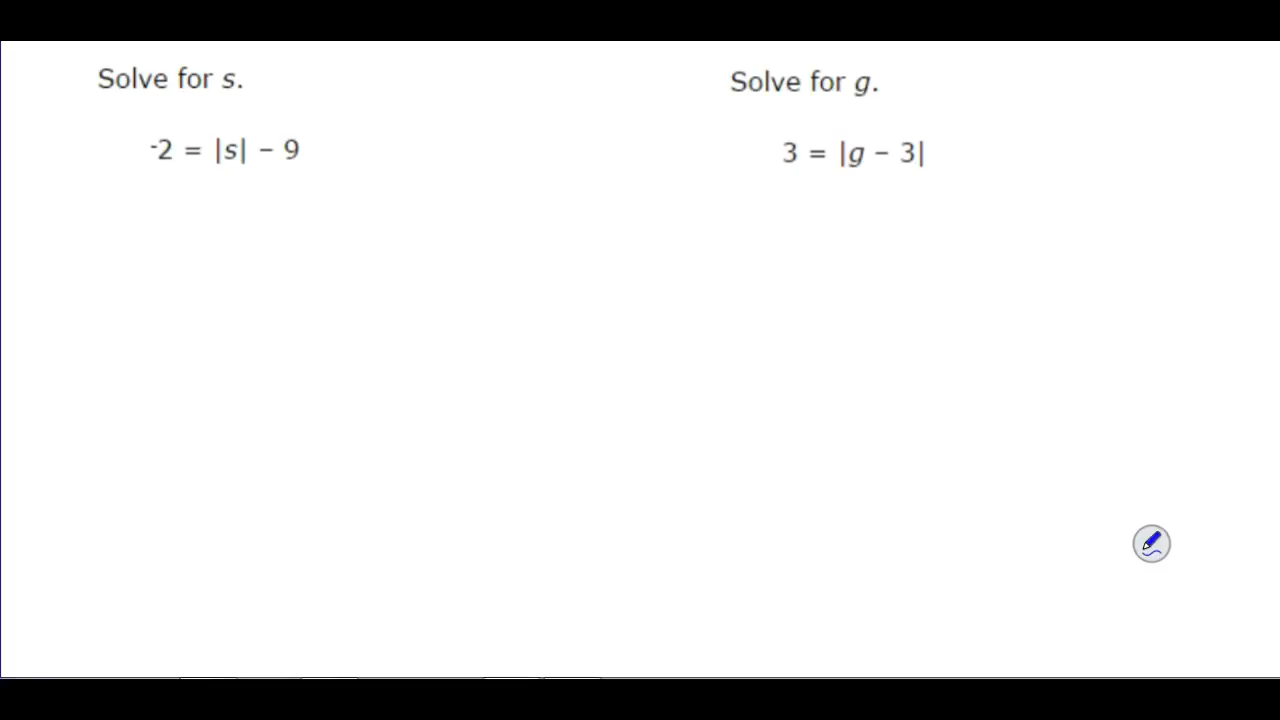 Solve for s.
-2 = |s| − 9
Solve for g.
3 = |g − 3|